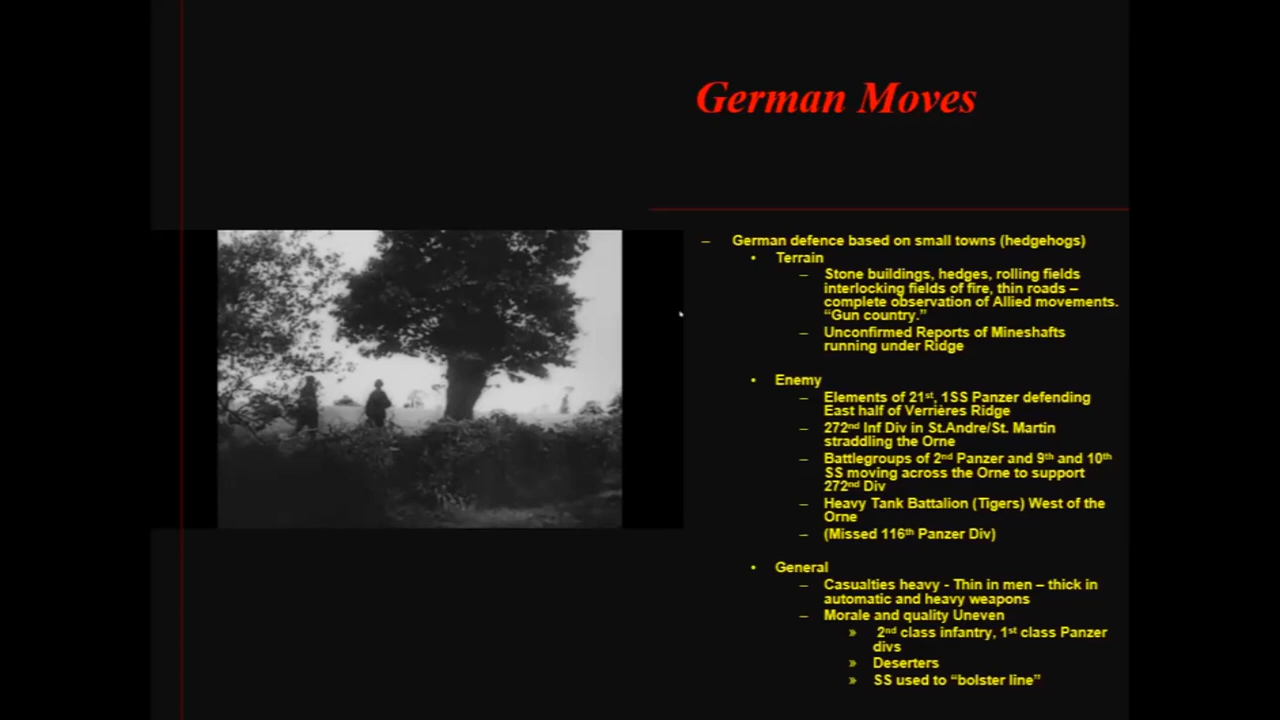 German Moves
– German defence based on small towns (hedgehogs)
• Terrain
– Stone buildings, hedges, rolling fields
interlocking fields of fire, thin roads –
complete observation of Allied movements.
“Gun country.”
– Unconfirmed Reports of Mineshafts
running under Ridge
• Enemy
– Elements of 21st, 1SS Panzer defending
East half of Verrières Ridge
– 272nd Inf Div in St.Andre/St. Martin
straddling the Orne
– Battlegroups of 2nd Panzer and 9th and 10th
SS moving across the Orne to support
272nd Div
– Heavy Tank Battalion (Tigers) West of the
Orne
– (Missed 116th Panzer Div)
• General
– Casualties heavy - Thin in men – thick in
automatic and heavy weapons
– Morale and quality Uneven
» 2nd class infantry, 1st class Panzer
divs
» Deserters
» SS used to “bolster line”